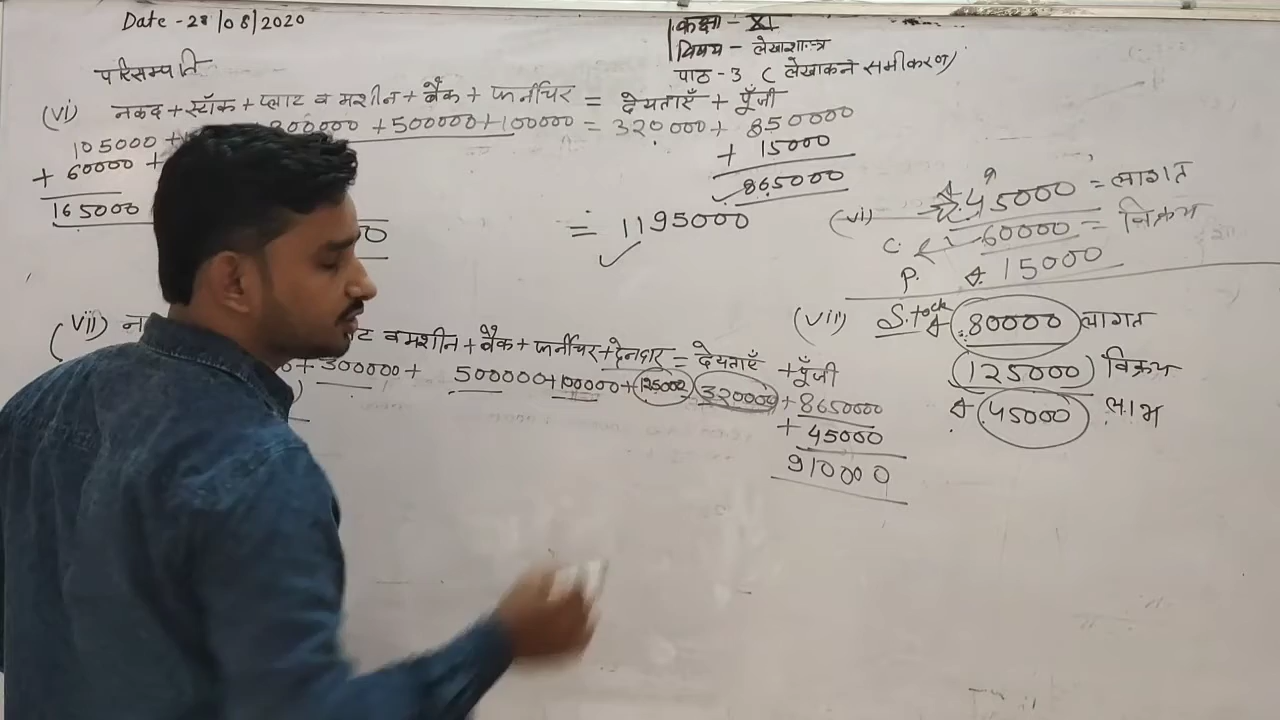 Date - 28/08/2020
कक्षा - XI
विषय - लेखाशास्त्र
पाठ - 3 ( लेखाकन समीकरण)
परिसम्पति
(vi) नकद + स्टॉक + प्लाट व मशीन + बैंक + फर्नीचर = देयताएँ + पूँजी
105000 + 300000 + 500000 + 100000 = 320000 + 850000
+ 60000 + + 15000
165000 865000
= 1195000
(vi) 45000 = लागत
60000 = विक्रय
P. 15000
(vii) न व मशीन + बैंक + फर्नीचर + देनदार = देयताएँ + पूँजी
+ 300000 + 500000 + 100000 + 125000 320000 + 8650000
+ 45000
910000
(vii) Stock 80000 लागत
125000 विक्रय
45000 लाभ